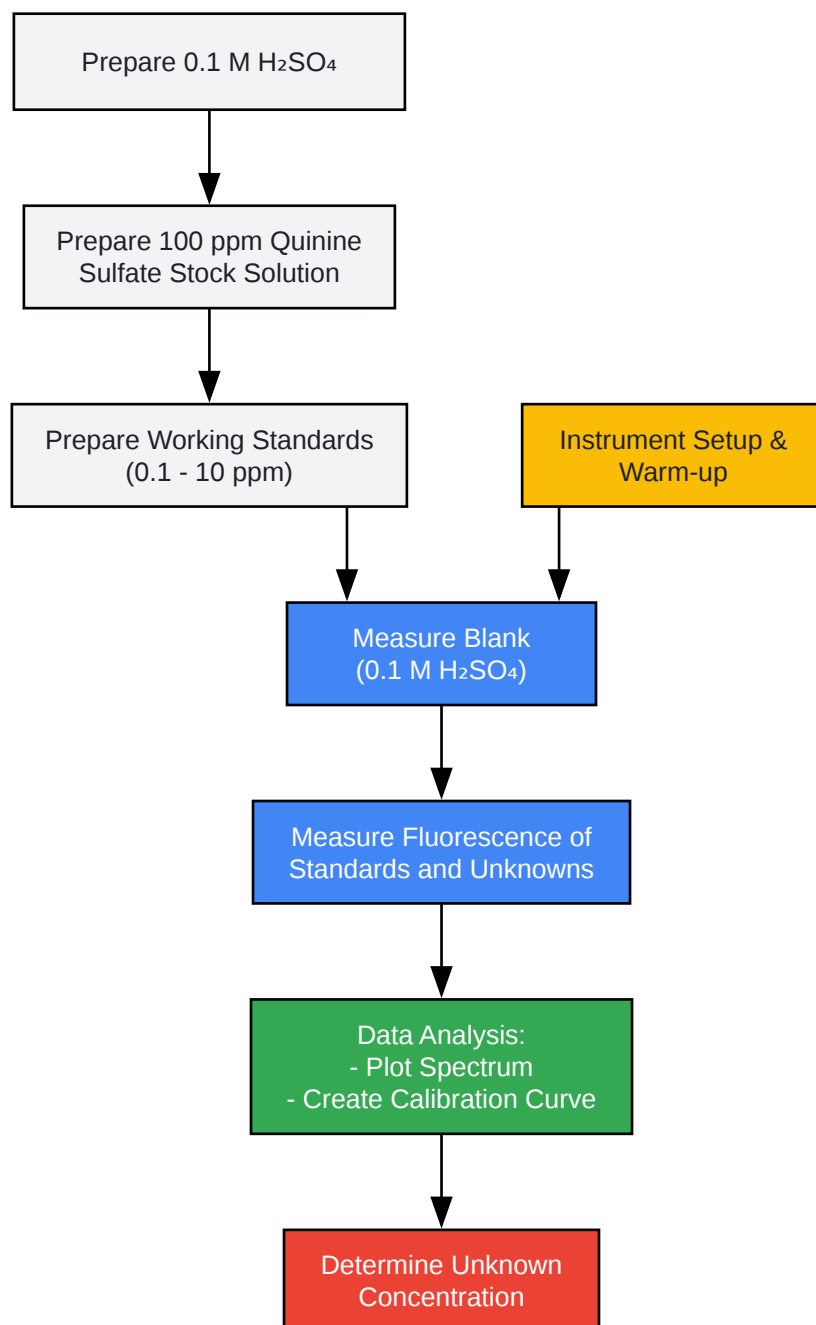 Prepare 0.1 M H₂SO₄
Prepare 100 ppm Quinine
Sulfate Stock Solution
Prepare Working Standards
(0.1 - 10 ppm)
Instrument Setup &
Warm-up
Measure Blank
(0.1 M H₂SO₄)
Measure Fluorescence of
Standards and Unknowns
Data Analysis:
- Plot Spectrum
- Create Calibration Curve
Determine Unknown
Concentration